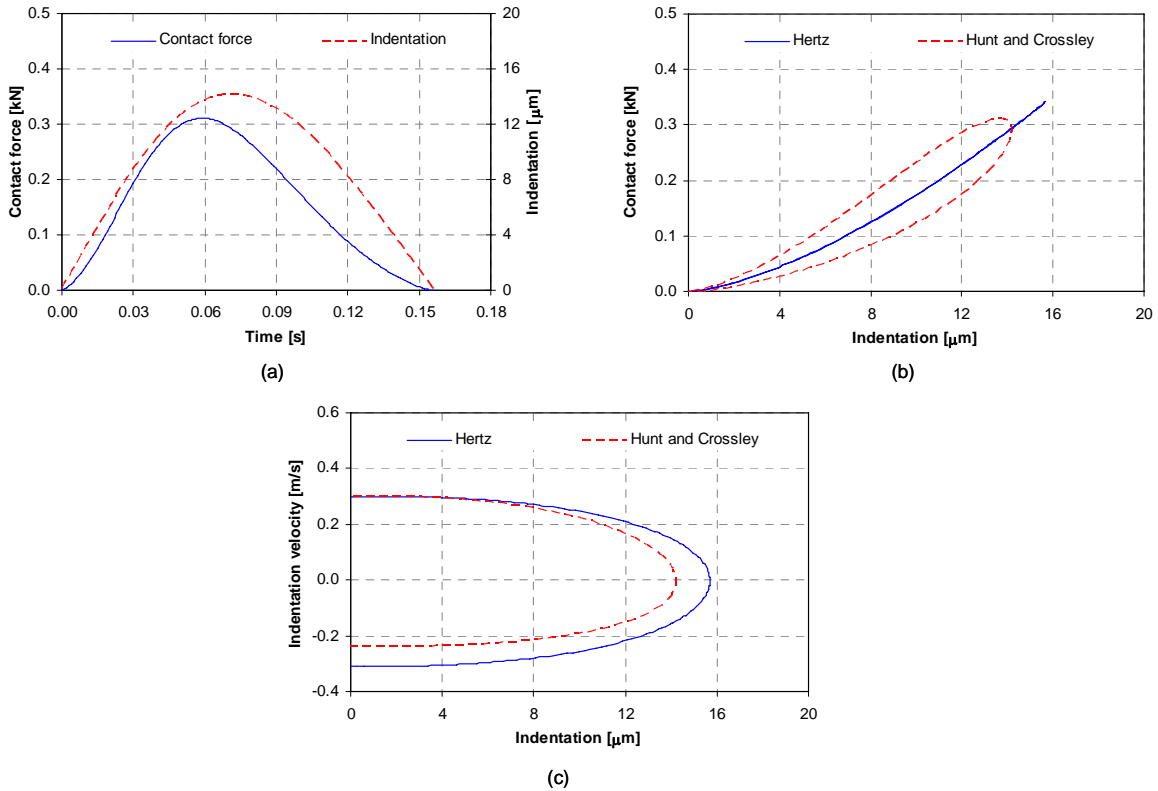 Contact force
Indentation
Contact force [kN]
0.5
0.4
0.3
0.2
0.1
0.0
20
16
12
8
4
0
Indentation [μm]
0.00 0.03 0.06 0.09 0.12 0.15 0.18
Time [s]
(a)
Hertz
Hunt and Crossley
Contact force [kN]
0.5
0.4
0.3
0.2
0.1
0.0
0 4 8 12 16 20
Indentation [μm]
(b)
Hertz
Hunt and Crossley
Indentation velocity [m/s]
0.6
0.4
0.2
0.0
-0.2
-0.4
0 4 8 12 16 20
Indentation [μm]
(c)